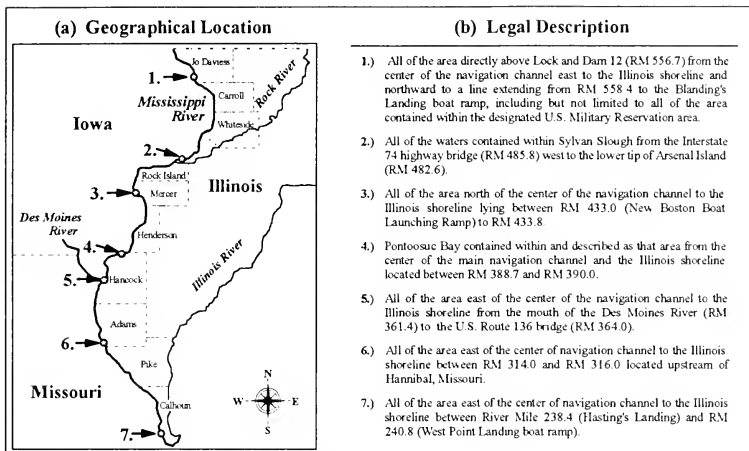 (a) Geographical Location
Jo Daviess
1.
Carroll
Rock River
Mississippi
River
Whiteside
Iowa
2.
Rock Island
Illinois
3.
Mercer
Des Moines
River
Henderson
4.
Illinois River
5.
Hancock
Adams
6.
Pike
Missouri
N
W
E
S
Calhoun
7.
(b) Legal Description
1.) All of the area directly above Lock and Dam 12 (RM 556.7) from the
center of the navigation channel east to the Illinois shoreline and
northward to a line extending from RM 558.4 to the Blanding's
Landing boat ramp, including but not limited to all of the area
contained within the designated U.S. Military Reservation area.
2.) All of the waters contained within Sylvan Slough from the Interstate
74 highway bridge (RM 485.8) west to the lower tip of Arsenal Island
(RM 482.6).
3.) All of the area north of the center of the navigation channel to the
Illinois shoreline lying between RM 433.0 (New Boston Boat
Launching Ramp) to RM 433.8.
4.) Pontoosuc Bay contained within and described as that area from the
center of the main navigation channel and the Illinois shoreline
located between RM 388.7 and RM 390.0.
5.) All of the area east of the center of the navigation channel to the
Illinois shoreline from the mouth of the Des Moines River (RM
361.4) to the U.S. Route 136 bridge (RM 364.0).
6.) All of the area east of the center of navigation channel to the Illinois
shoreline between RM 314.0 and RM 316.0 located upstream of
Hannibal, Missouri.
7.) All of the area east of the center of navigation channel to the Illinois
shoreline between River Mile 238.4 (Hasting's Landing) and RM
240.8 (West Point Landing boat ramp).